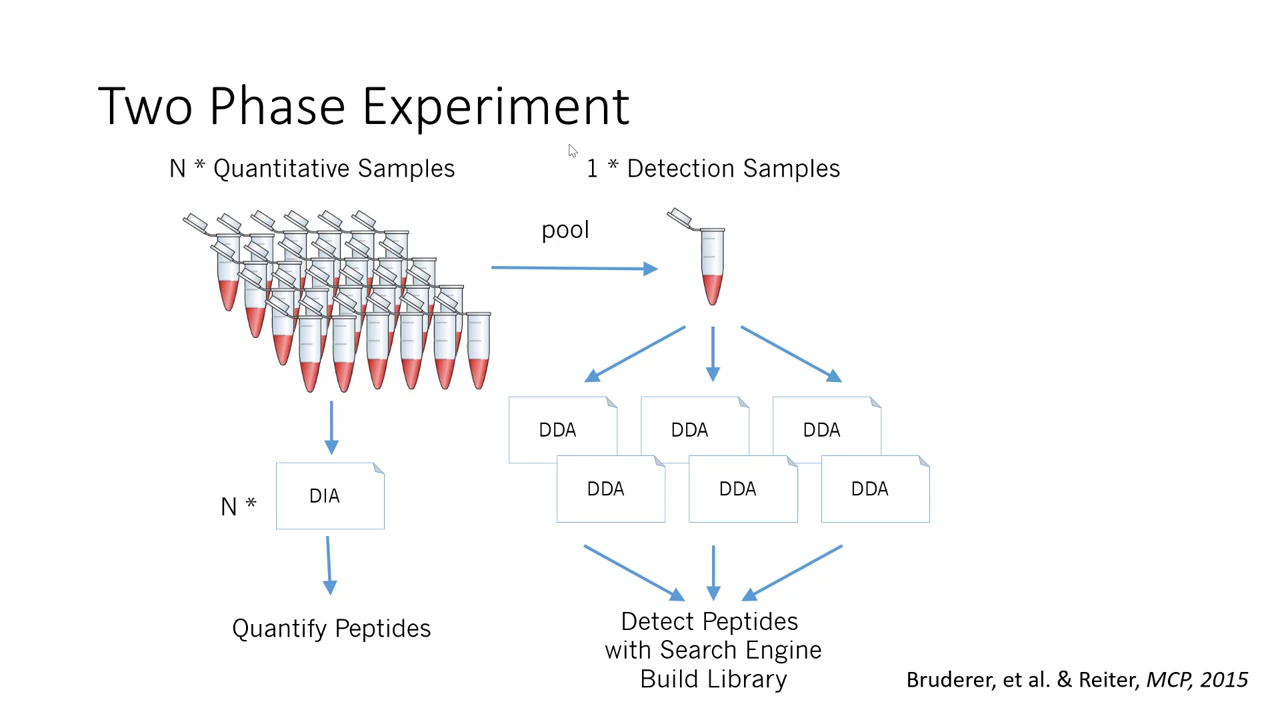 Two Phase Experiment
N * Quantitative Samples
1 * Detection Samples
pool
DDA
DDA
DDA
DDA
DDA
DDA
N *
DIA
Quantify Peptides
Detect Peptides
with Search Engine
Build Library
Bruderer, et al. & Reiter, MCP, 2015